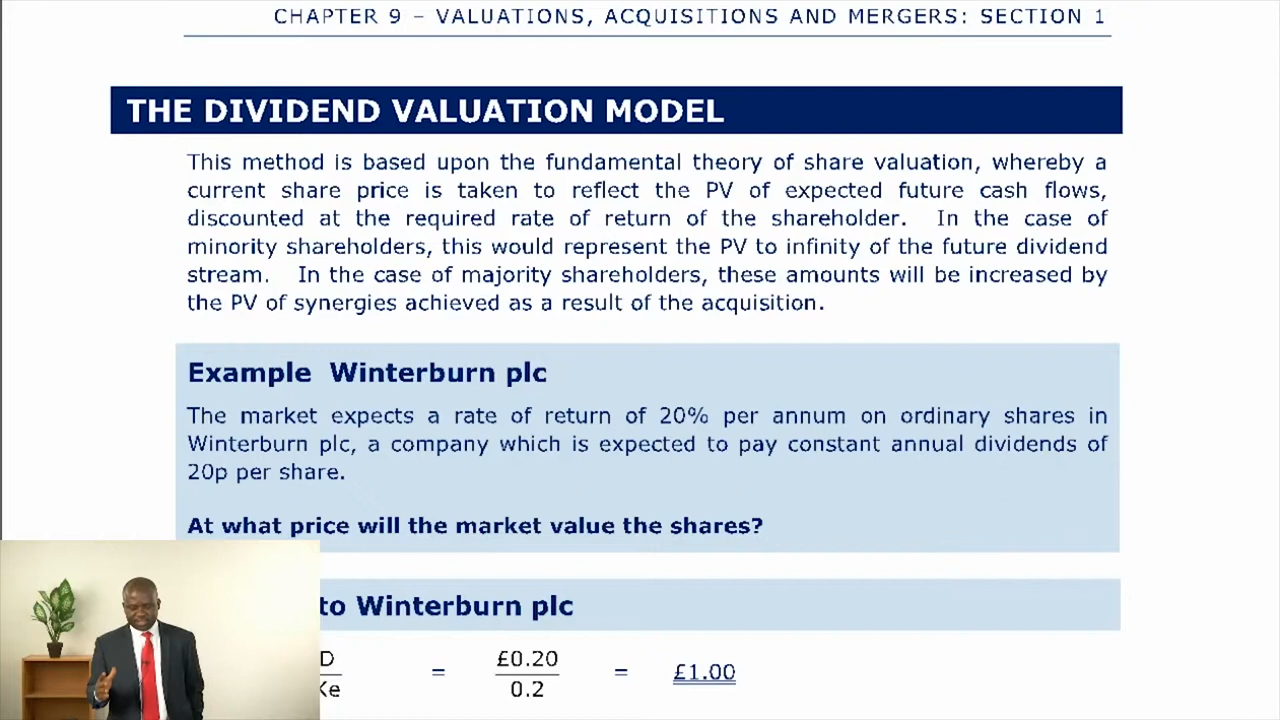 CHAPTER 9 – VALUATIONS, ACQUISITIONS AND MERGERS: SECTION 1
THE DIVIDEND VALUATION MODEL
This method is based upon the fundamental theory of share valuation, whereby a
current share price is taken to reflect the PV of expected future cash flows,
discounted at the required rate of return of the shareholder. In the case of
minority shareholders, this would represent the PV to infinity of the future dividend
stream. In the case of majority shareholders, these amounts will be increased by
the PV of synergies achieved as a result of the acquisition.
Example Winterburn plc
The market expects a rate of return of 20% per annum on ordinary shares in
Winterburn plc, a company which is expected to pay constant annual dividends of
20p per share.
At what price will the market value the shares?
to Winterburn plc
D
Ke
=
£0.20
0.2
=
£1.00